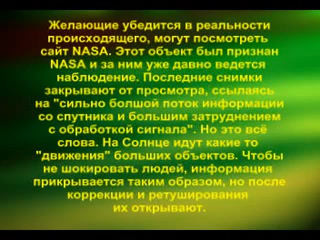 Желающие убедится в реальности
происходящего, могут посмотреть
сайт NASA. Этот объект был признан
NASA и за ним уже давно ведется
наблюдение. Последние снимки
закрывают от просмотра, ссылаясь
на "сильно болшой поток информации
со спутника и большим затруднением
с обработкой сигнала". Но это всё
слова. На Солнце идут какие то
"движения" больших объектов. Чтобы
не шокировать людей, информация
прикрывается таким образом, но после
коррекции и ретуширования
их открывают.